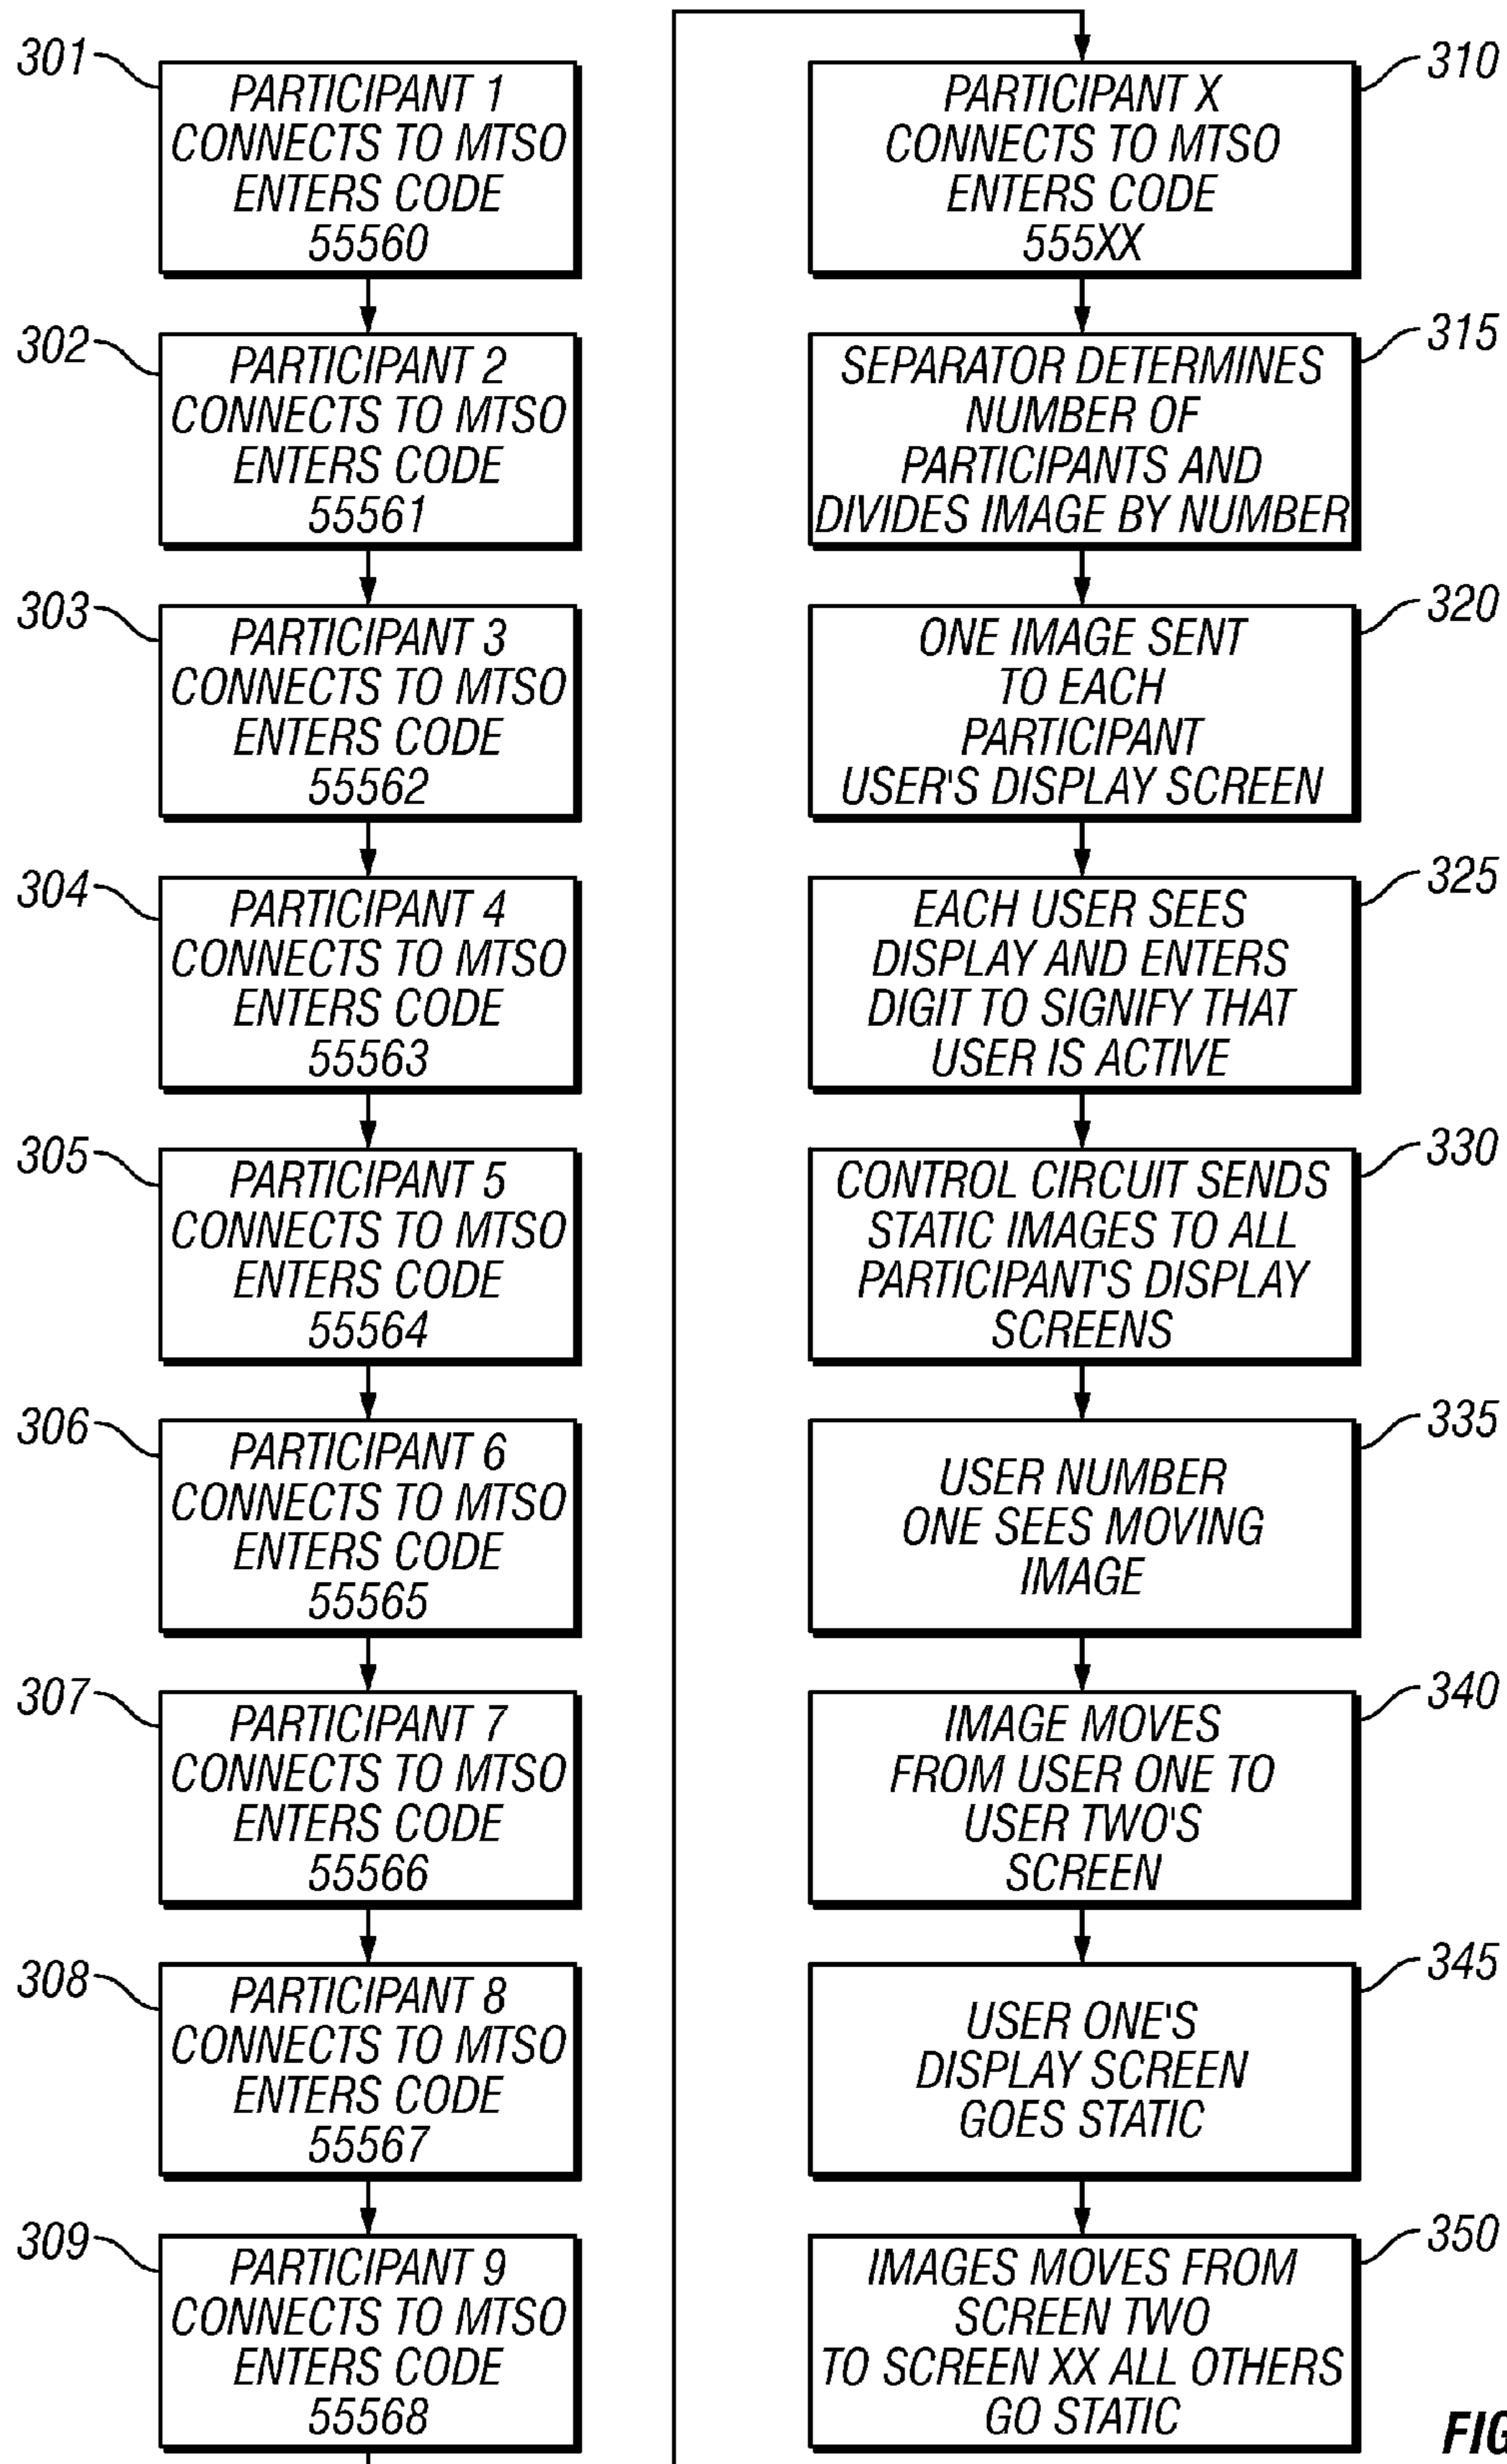 301
PARTICIPANT 1
CONNECTS TO MTSO
ENTERS CODE
55560
302
PARTICIPANT 2
CONNECTS TO MTSO
ENTERS CODE
55561
303
PARTICIPANT 3
CONNECTS TO MTSO
ENTERS CODE
55562
304
PARTICIPANT 4
CONNECTS TO MTSO
ENTERS CODE
55563
305
PARTICIPANT 5
CONNECTS TO MTSO
ENTERS CODE
55564
306
PARTICIPANT 6
CONNECTS TO MTSO
ENTERS CODE
55565
307
PARTICIPANT 7
CONNECTS TO MTSO
ENTERS CODE
55566
308
PARTICIPANT 8
CONNECTS TO MTSO
ENTERS CODE
55567
309
PARTICIPANT 9
CONNECTS TO MTSO
ENTERS CODE
55568
310
PARTICIPANT X
CONNECTS TO MTSO
ENTERS CODE
555XX
315
SEPARATOR DETERMINES
NUMBER OF
PARTICIPANTS AND
DIVIDES IMAGE BY NUMBER
320
ONE IMAGE SENT
TO EACH
PARTICIPANT
USER'S DISPLAY SCREEN
325
EACH USER SEES
DISPLAY AND ENTERS
DIGIT TO SIGNIFY THAT
USER IS ACTIVE
330
CONTROL CIRCUIT SENDS
STATIC IMAGES TO ALL
PARTICIPANT'S DISPLAY
SCREENS
335
USER NUMBER
ONE SEES MOVING
IMAGE
340
IMAGE MOVES
FROM USER ONE TO
USER TWO'S
SCREEN
345
USER ONE'S
DISPLAY SCREEN
GOES STATIC
350
IMAGES MOVES FROM
SCREEN TWO
TO SCREEN XX ALL OTHERS
GO STATIC
FIG